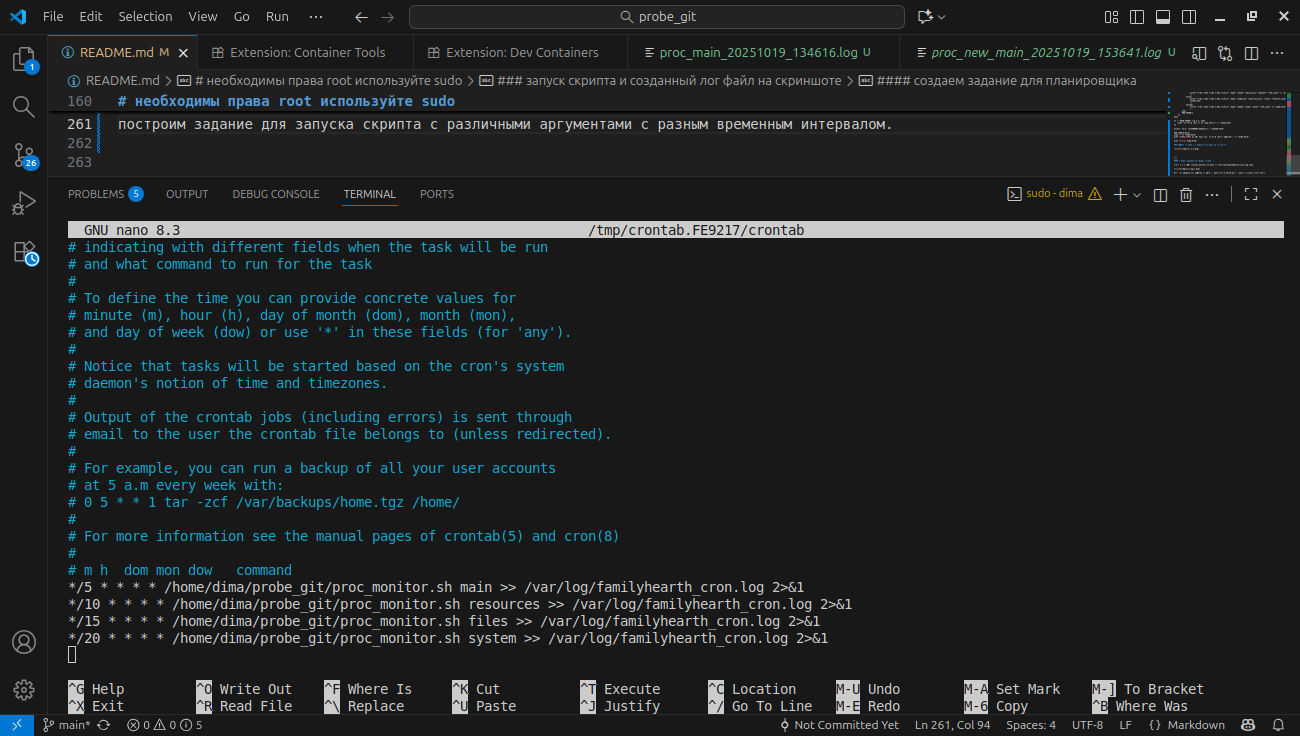 File Edit Selection View Go Run ··· probe_git
1
README.md M Extension: Container Tools Extension: Dev Containers proc_main_20251019_134616.log U proc_new_main_20251019_153641.log U
README.md > # необходимы права root используйте sudo > ### запуск скрипта и созданный лог файл на скриншоте > #### создаем задание для планировщика
160 # необходимы права root используйте sudo
261 построим задание для запуска скрипта с различными аргументами с разным временным интервалом.
262
26
263
PROBLEMS 5 OUTPUT DEBUG CONSOLE TERMINAL PORTS sudo - dima
GNU nano 8.3 /tmp/crontab.FE9217/crontab
# indicating with different fields when the task will be run
# and what command to run for the task
#
# To define the time you can provide concrete values for
# minute (m), hour (h), day of month (dom), month (mon),
# and day of week (dow) or use '*' in these fields (for 'any').
#
# Notice that tasks will be started based on the cron's system
# daemon's notion of time and timezones.
#
# Output of the crontab jobs (including errors) is sent through
# email to the user the crontab file belongs to (unless redirected).
#
# For example, you can run a backup of all your user accounts
# at 5 a.m every week with:
# 0 5 * * 1 tar -zcf /var/backups/home.tgz /home/
#
# For more information see the manual pages of crontab(5) and cron(8)
#
# m h  dom mon dow   command
*/5 * * * * /home/dima/probe_git/proc_monitor.sh main >> /var/log/familyhearth_cron.log 2>&1
*/10 * * * * /home/dima/probe_git/proc_monitor.sh resources >> /var/log/familyhearth_cron.log 2>&1
*/15 * * * * /home/dima/probe_git/proc_monitor.sh files >> /var/log/familyhearth_cron.log 2>&1
*/20 * * * * /home/dima/probe_git/proc_monitor.sh system >> /var/log/familyhearth_cron.log 2>&1
^G Help ^O Write Out ^F Where Is ^K Cut ^T Execute ^C Location M-U Undo M-A Set Mark M-] To Bracket
^X Exit ^R Read File ^\ Replace ^U Paste ^J Justify ^/ Go To Line M-E Redo M-6 Copy ^B Where Was
main* 0 0 5 Not Committed Yet Ln 261, Col 94 Spaces: 4 UTF-8 LF {} Markdown